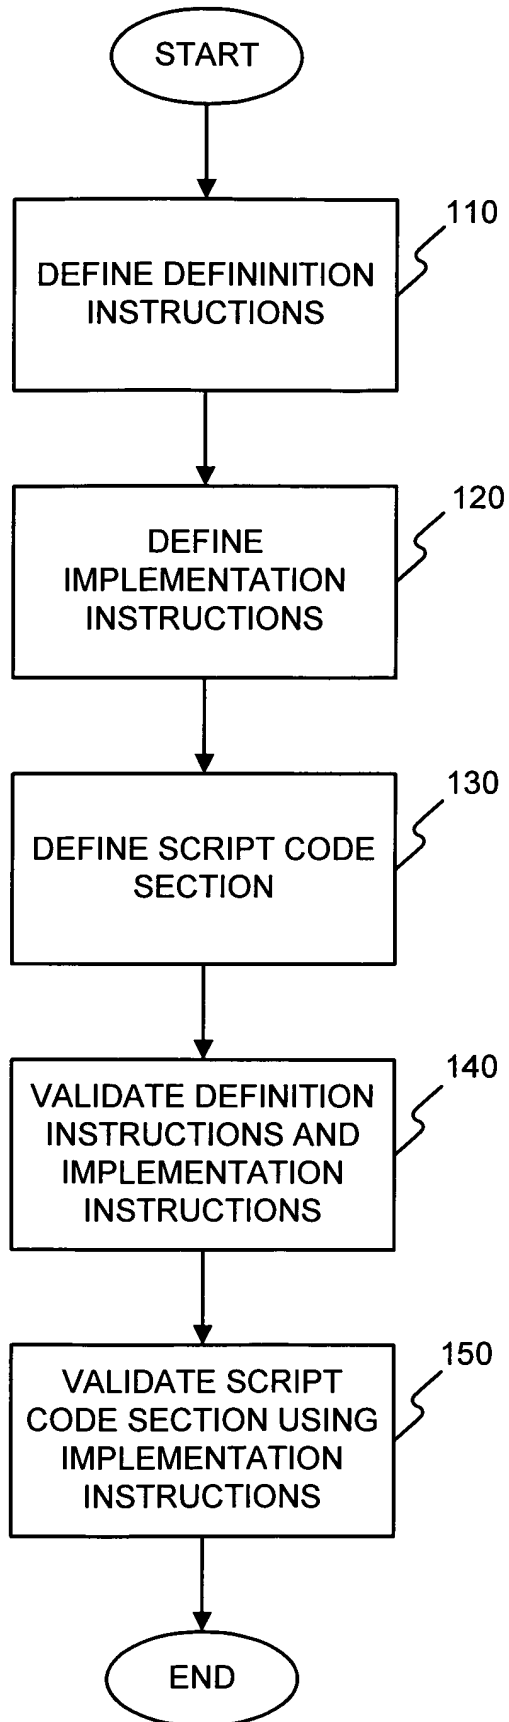 START
110
DEFINE DEFININITION
INSTRUCTIONS
120
DEFINE
IMPLEMENTATION
INSTRUCTIONS
130
DEFINE SCRIPT CODE
SECTION
140
VALIDATE DEFINITION
INSTRUCTIONS AND
IMPLEMENTATION
INSTRUCTIONS
150
VALIDATE SCRIPT
CODE SECTION USING
IMPLEMENTATION
INSTRUCTIONS
END